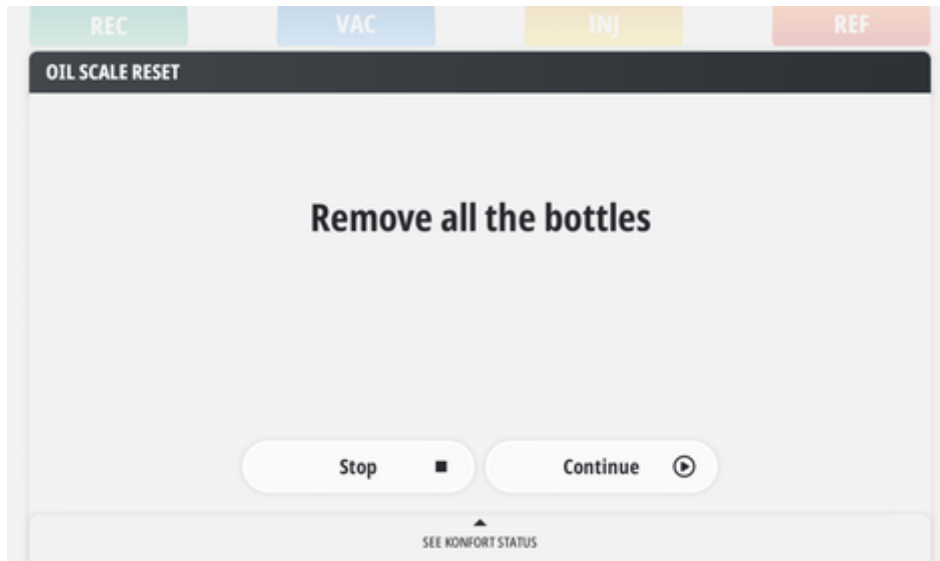 REC VAC INJ REF
OIL SCALE RESET
Remove all the bottles
Stop Continue
SEE KONFORT STATUS